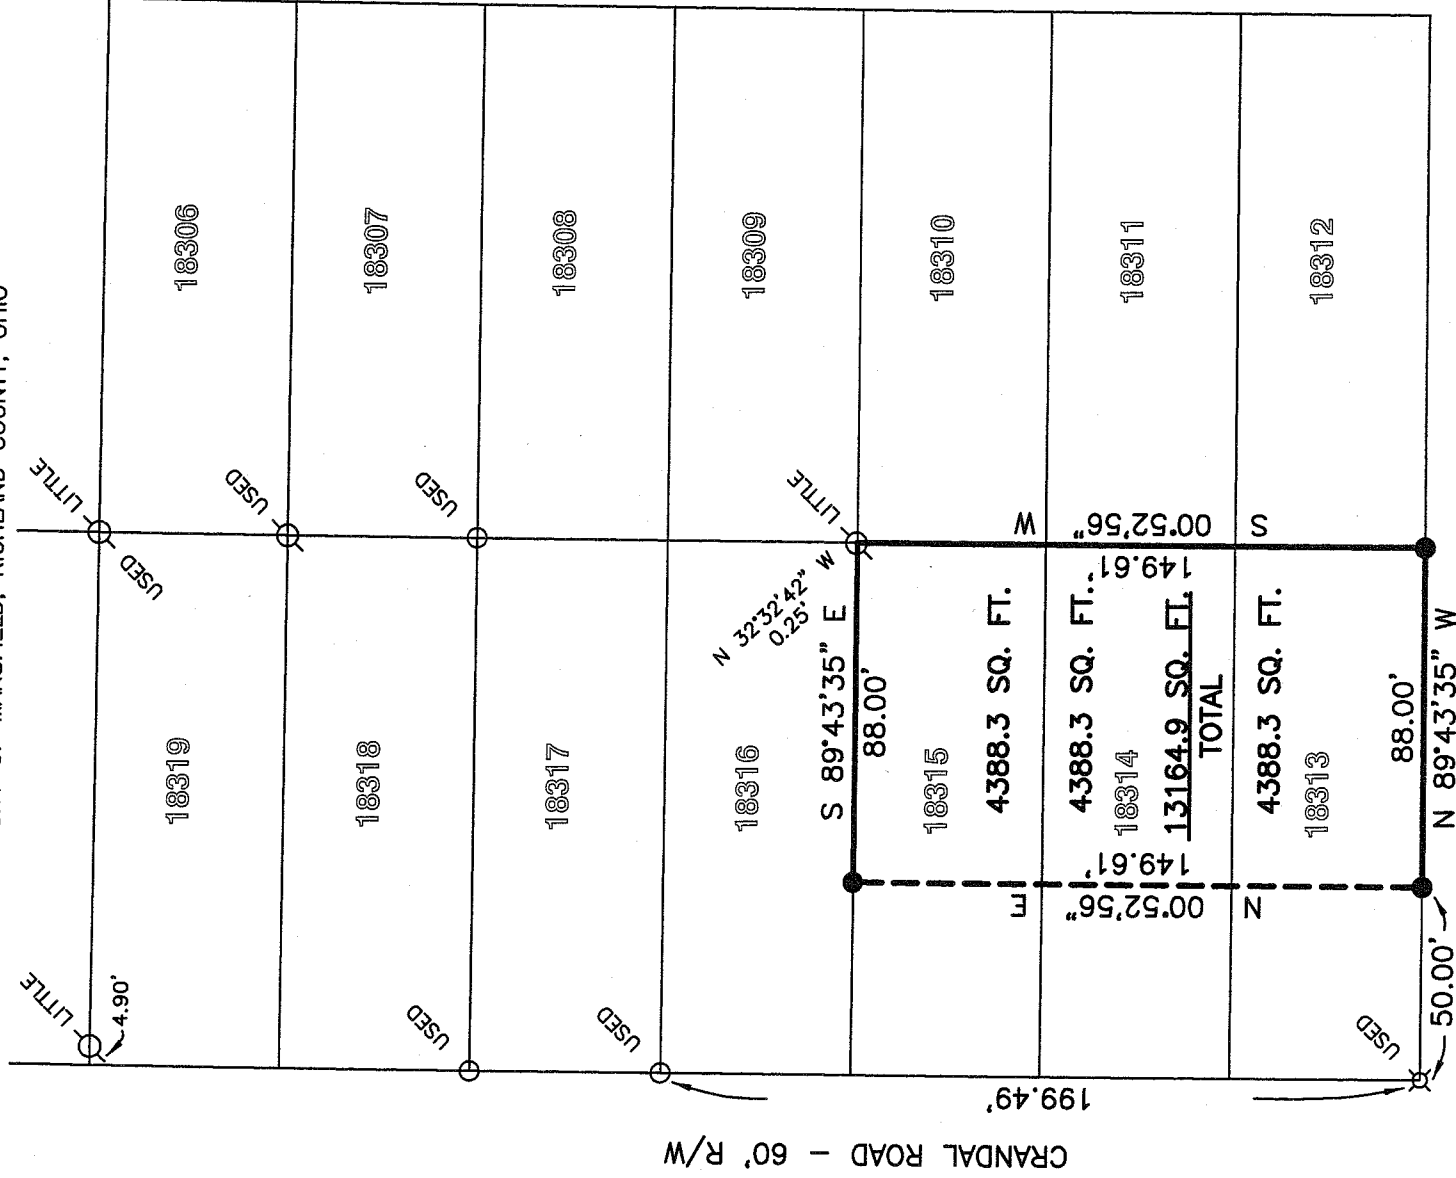 18306
18307
18308
18309
18310
18311
18312
LITTLE
USED
USED
USED
LITTLE
N 32°32'42" W
0.25'
S 00°52'56" W
149.61'
18319
18318
18317
18316
S 89°43'35" E
88.00'
18315
4388.3 SQ. FT.
4388.3 SQ. FT.
18314
13164.9 SQ. FT.
TOTAL
4388.3 SQ. FT.
18313
88.00'
N 89°43'35" W
149.61'
N 00°52'56" E
LITTLE
4.90'
USED
USED
USED
50.00'
199.49'
CRANDAL ROAD - 60' R/W